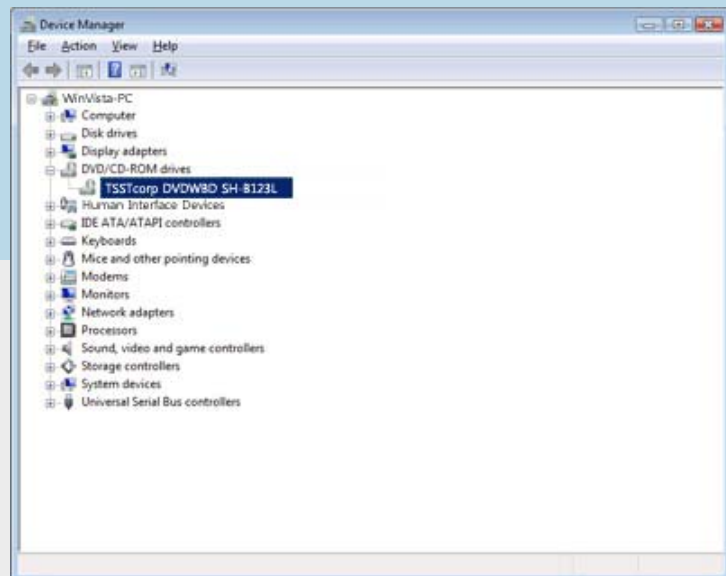 Device Manager
File Action View Help
WinVista-PC
Computer
Disk drives
Display adapters
DVD/CD-ROM drives
TSSTcorp DVDWBD SH-B123L
Human Interface Devices
IDE ATA/ATAPI controllers
Keyboards
Mice and other pointing devices
Modems
Monitors
Network adapters
Processors
Sound, video and game controllers
Storage controllers
System devices
Universal Serial Bus controllers